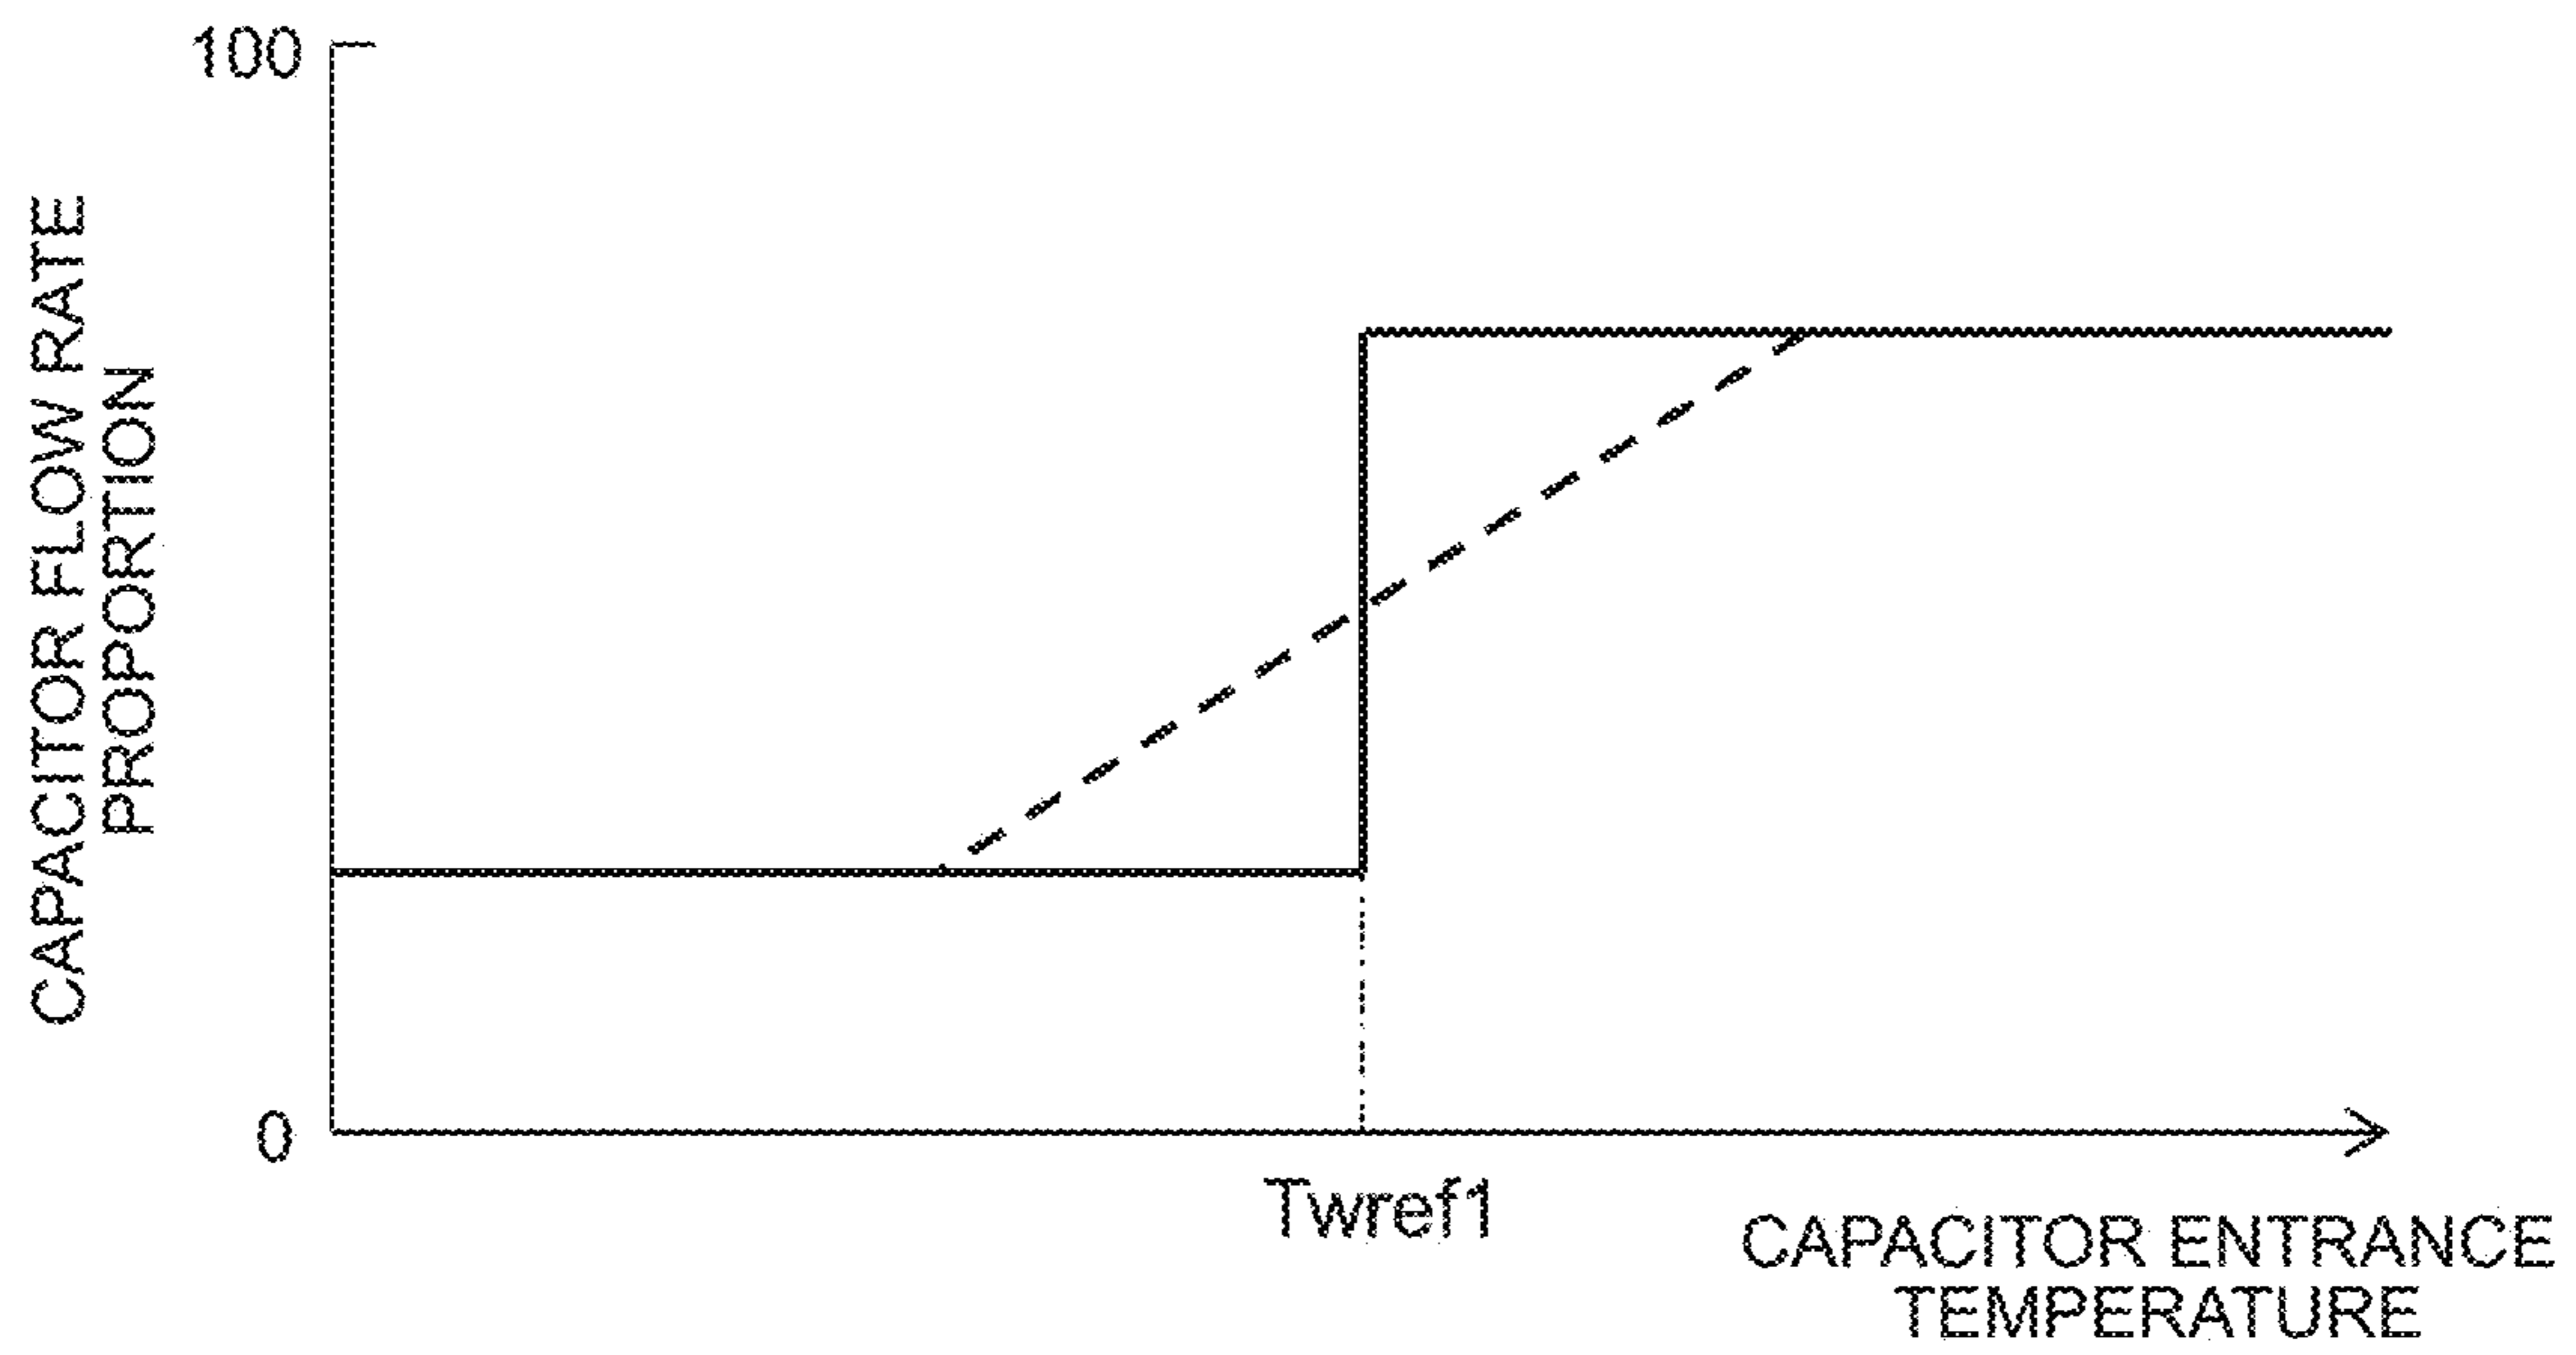 100
CAPACITOR FLOW RATE
PROPORTION
0
Twref1
CAPACITOR ENTRANCE
TEMPERATURE